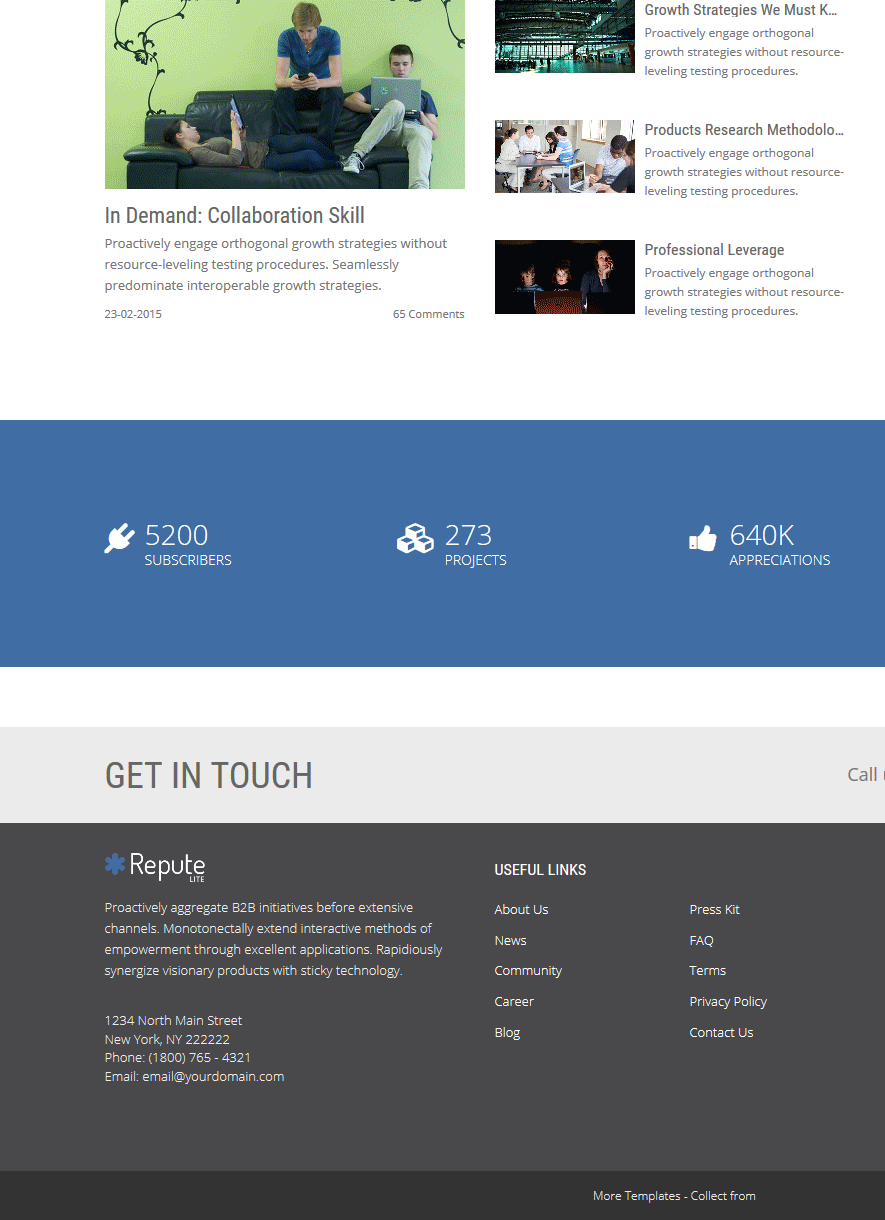 In Demand: Collaboration Skill
Proactively engage orthogonal growth strategies without
resource-leveling testing procedures. Seamlessly
predominate interoperable growth strategies.
23-02-2015
65 Comments
Growth Strategies We Must K...
Proactively engage orthogonal
growth strategies without resource-
leveling testing procedures.
Products Research Methodolo...
Proactively engage orthogonal
growth strategies without resource-
leveling testing procedures.
Professional Leverage
Proactively engage orthogonal
growth strategies without resource-
leveling testing procedures.
5200
SUBSCRIBERS
273
PROJECTS
640K
APPRECIATIONS
GET IN TOUCH
Call
Repute
LITE
Proactively aggregate B2B initiatives before extensive
channels. Monotonectally extend interactive methods of
empowerment through excellent applications. Rapidiously
synergize visionary products with sticky technology.
1234 North Main Street
New York, NY 222222
Phone: (1800) 765 - 4321
Email: email@yourdomain.com
USEFUL LINKS
About Us
News
Community
Career
Blog
Press Kit
FAQ
Terms
Privacy Policy
Contact Us
More Templates - Collect from